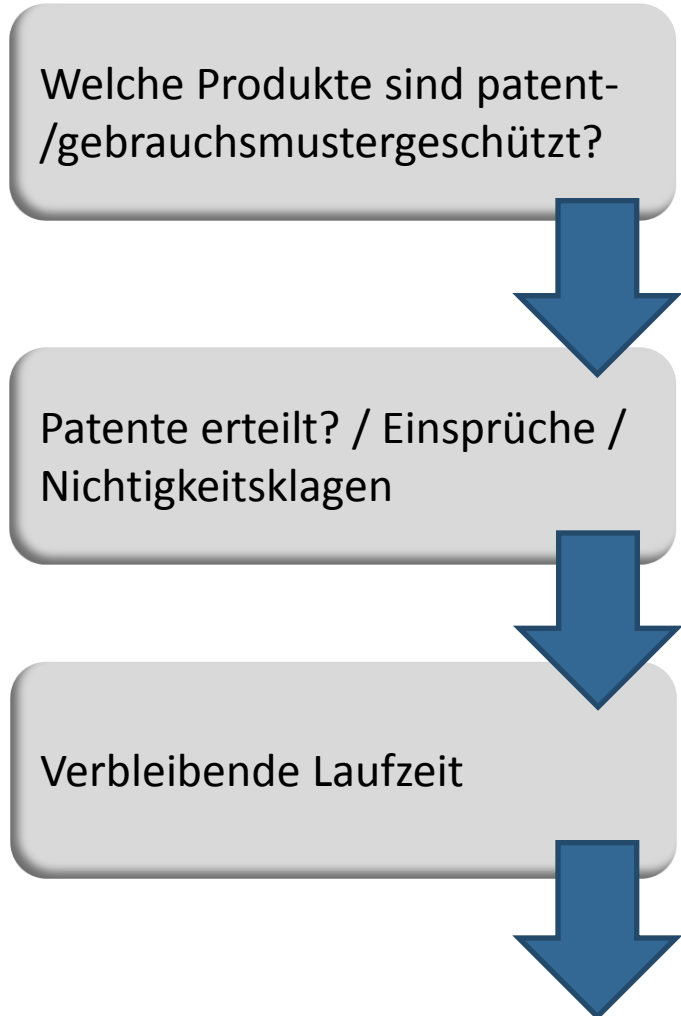 Welche Produkte sind patent-
/gebrauchsmustergeschützt?
Patente erteilt? / Einsprüche /
Nichtigkeitsklagen
Verbleibende Laufzeit